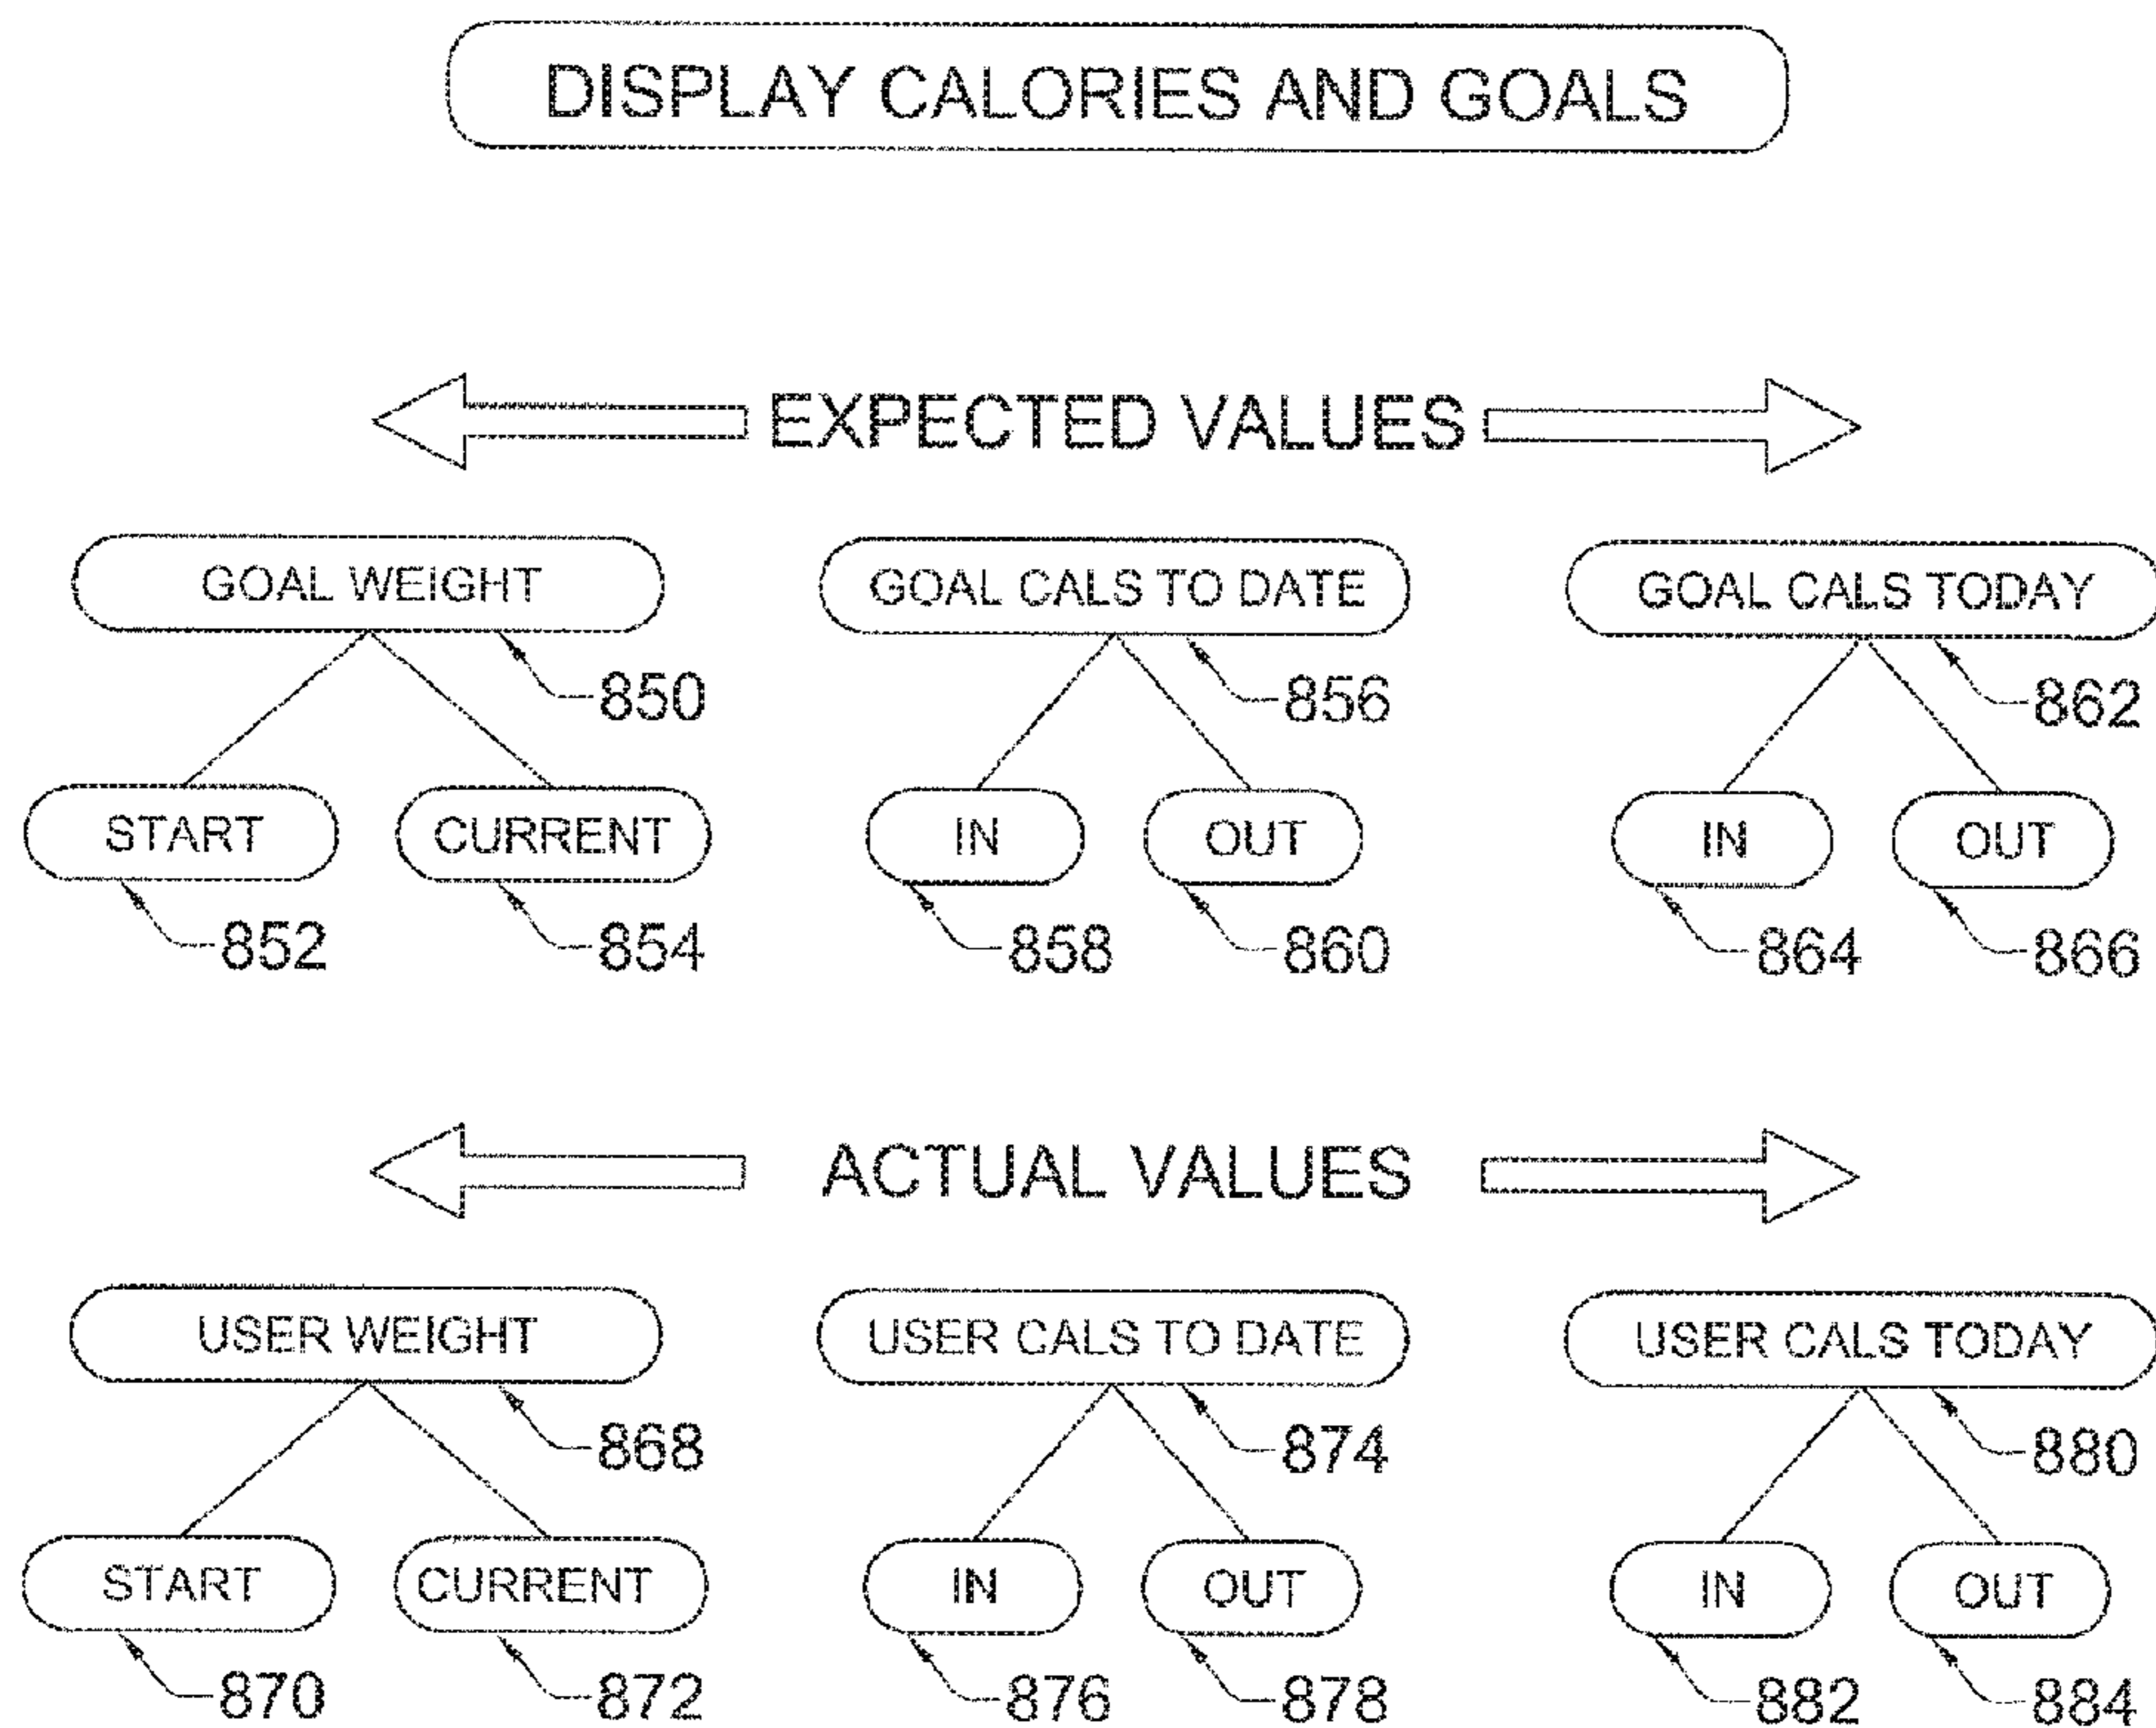 DISPLAY CALORIES AND GOALS
EXPECTED VALUES
GOAL WEIGHT
GOAL CALS TO DATE
GOAL CALS TODAY
850
856
862
START
CURRENT
IN
OUT
IN
OUT
852
854
858
860
864
866
ACTUAL VALUES
USER WEIGHT
USER CALS TO DATE
USER CALS TODAY
868
874
880
START
CURRENT
IN
OUT
IN
OUT
870
872
876
878
882
884